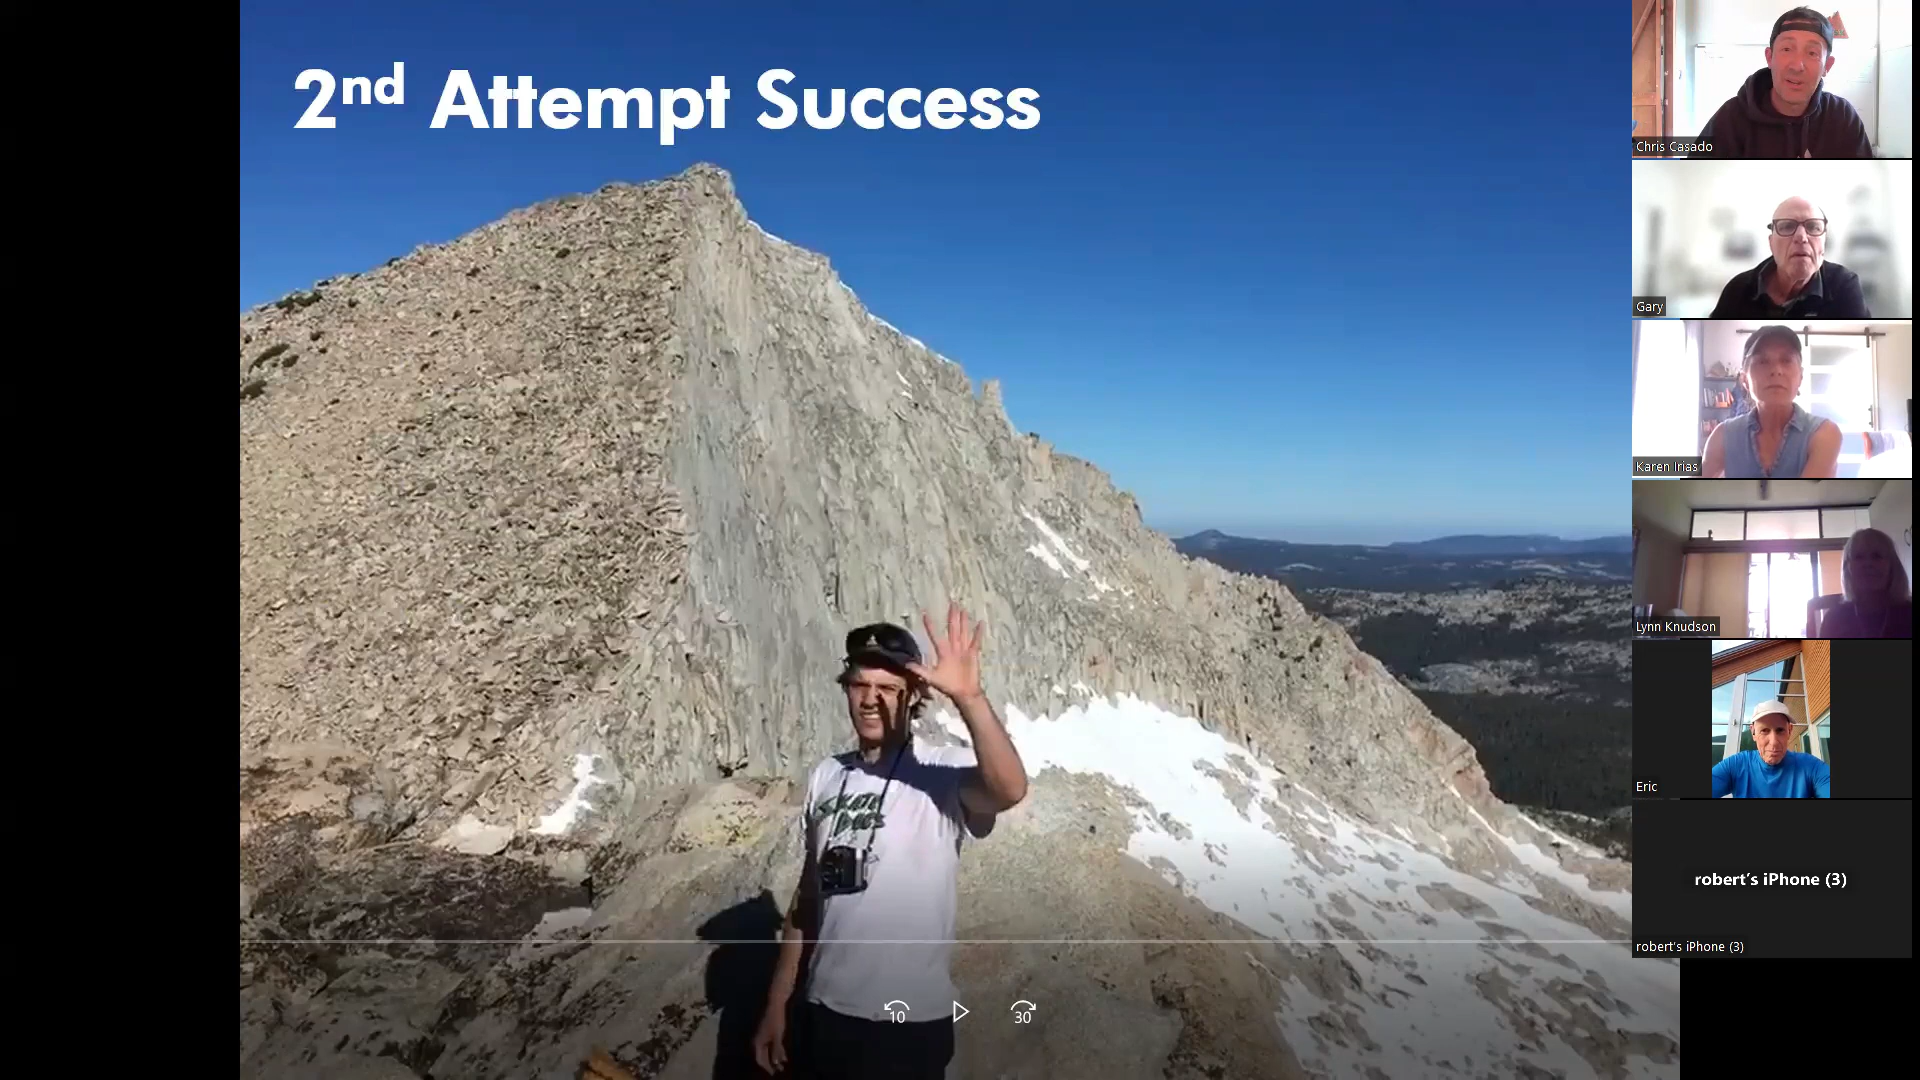 2nd Attempt Success
Chris Casado
Gary
Karen Irias
Lynn Knudson
Eric
robert's iPhone (3)
robert's iPhone (3)
10
30